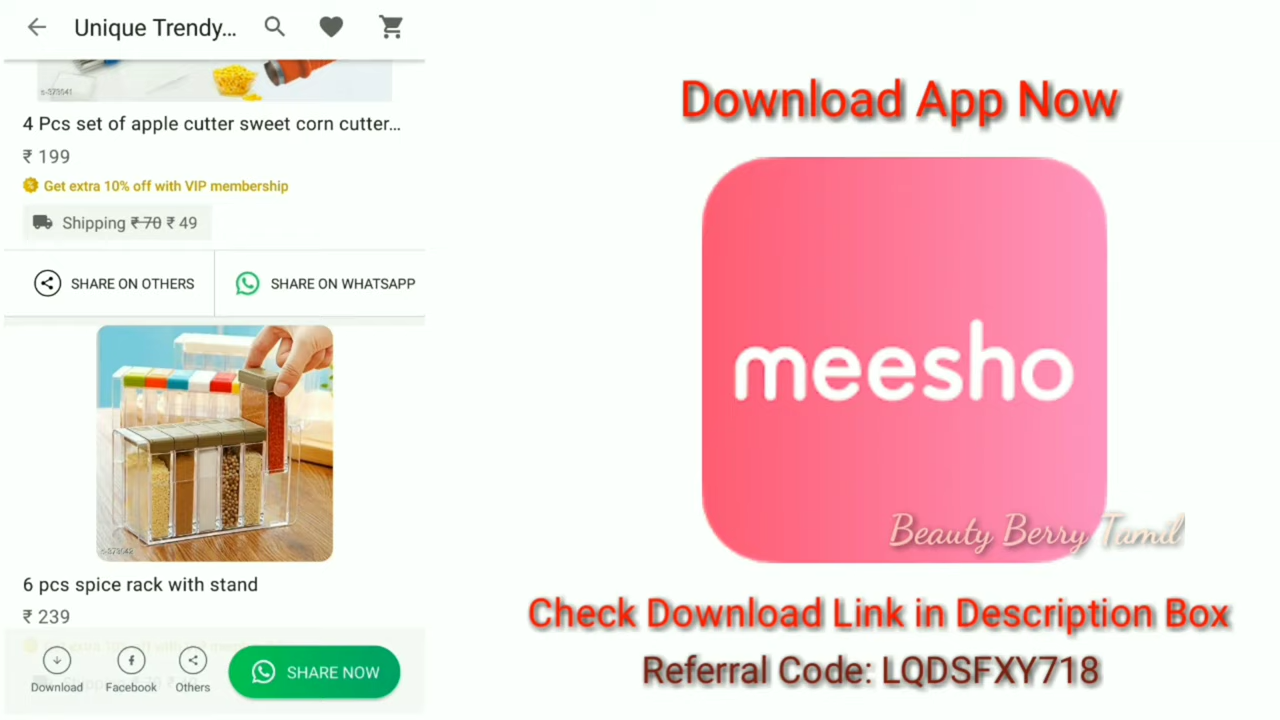 Unique Trendy...
s-373541
4 Pcs set of apple cutter sweet corn cutter...
₹ 199
Get extra 10% off with VIP membership
Shipping ₹ 70 ₹ 49
SHARE ON OTHERS
SHARE ON WHATSAPP
6 pcs spice rack with stand
₹ 239
Download
Facebook
Others
SHARE NOW
Download App Now
meesho
Beauty Berry Tamil
Check Download Link in Description Box
Referral Code: LQDSFXY718